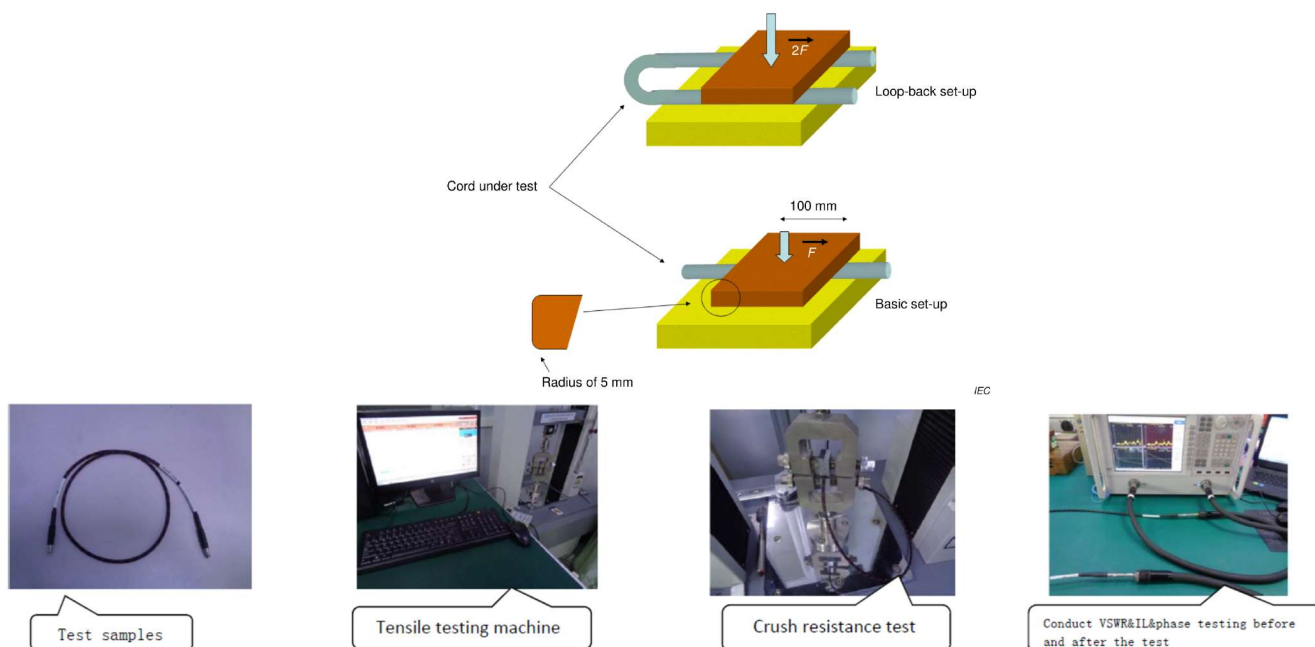 2F
Loop-back set-up
Cord under test
100 mm
F
Basic set-up
Radius of 5 mm
IEC
Test samples
Tensile testing machine
Crush resistance test
Conduct VSWR&IL&phase testing before
and after the test